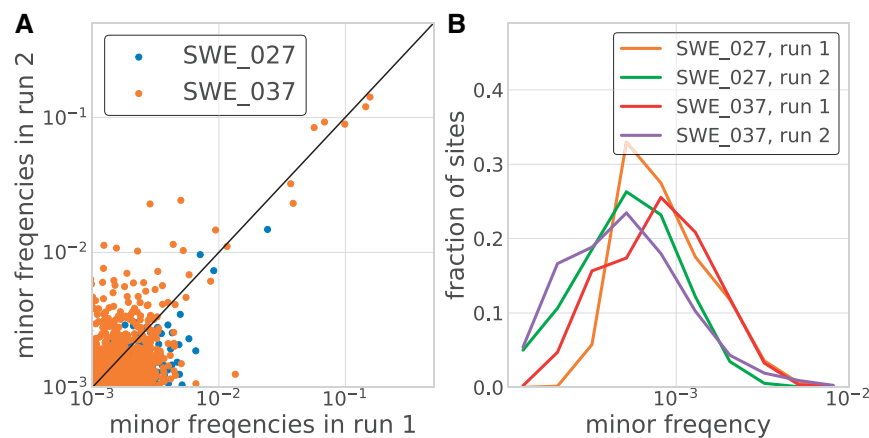 A
minor freqencies in run 2
SWE_027
SWE_037
10⁻¹
10⁻²
10⁻³
10⁻³
10⁻²
10⁻¹
minor freqencies in run 1
B
fraction of sites
SWE_027, run 1
SWE_027, run 2
SWE_037, run 1
SWE_037, run 2
0.4
0.3
0.2
0.1
0.0
10⁻³
10⁻²
minor freqency